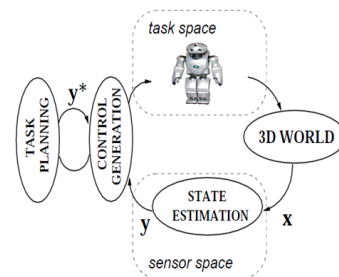 task space
TASK
PLANNING
y*
CONTROL
GENERATION
3D WORLD
STATE
ESTIMATION
y
x
sensor space